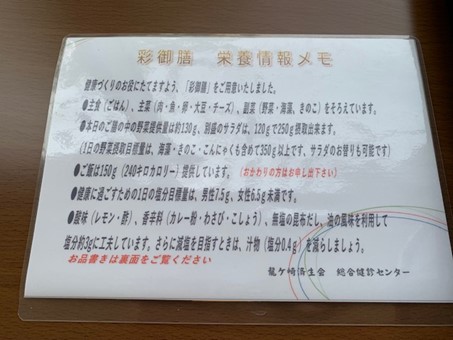 彩御膳　栄養情報メモ
健康づくりのお役にたてますよう、「彩御膳」をご用意いたしました。
●主食（ごはん）、主菜（肉・魚・卵・大豆・チーズ）、副菜（野菜・海藻、きのこ）をそろえています。
●本日のご膳の中の野菜提供量は約130g、別盛のサラダは、120gで250g摂取出来ます。
（1日の野菜摂取目標量は、海藻・きのこ・こんにゃくも含めて350g以上です、サラダのお替りも可能です）
●ご飯は150g（240キロカロリー）提供しています。（おかわりの方はお申し出下さい）
●健康に過ごすための1日の塩分目標量は、男性7.5g、女性6.5g未満です。
●酸味（レモン・酢）、香辛料（カレー粉・わさび・こしょう）、無塩の昆布だし、油の風味を利用して
塩分約3gに工夫しています。さらに減塩を目指すときは、汁物（塩分0.4g）を減らしましょう。
お品書きは裏面をご覧ください
龍ケ崎済生会　総合健診センター